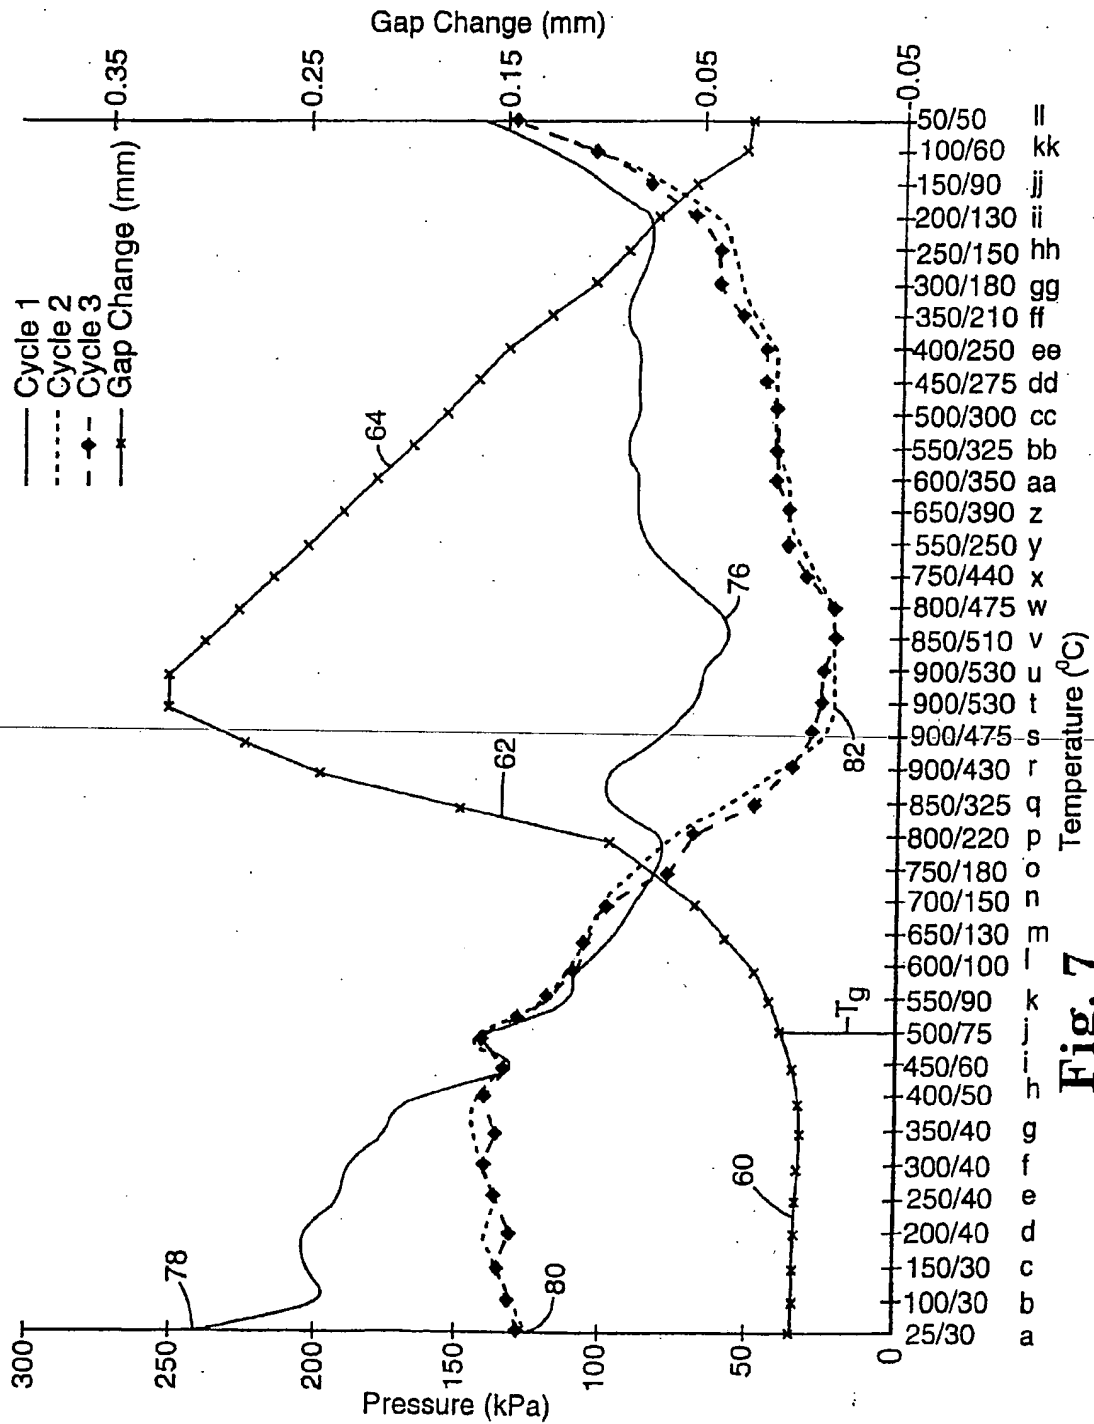 Cycle 1
Cycle 2
Cycle 3
Gap Change (mm)
Pressure (kPa)
300
250
200
150
100
50
0
Gap Change (mm)
0.35
0.25
0.15
0.05
-0.05
78
80
60
62
64
76
82
Tg
25/30 a
100/30 b
150/30 c
200/40 d
250/40 e
300/40 f
350/40 g
400/50 h
450/60 i
500/75 j
550/90 k
600/100 l
650/130 m
700/150 n
750/180 o
800/220 p
850/325 q
900/430 r
900/475 s
900/530 t
900/530 u
850/510 v
800/475 w
750/440 x
550/250 y
650/390 z
600/350 aa
550/325 bb
500/300 cc
450/275 dd
400/250 ee
350/210 ff
300/180 gg
250/150 hh
200/130 ii
150/90 jj
100/60 kk
50/50 ll
Temperature (⁰C)
Fig. 7